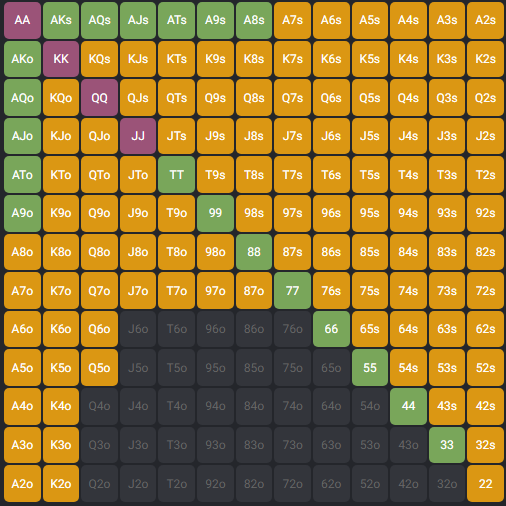 AA AKs AQs AJs ATs A9s A8s A7s A6s A5s A4s A3s A2s
AKo KK KQs KJs KTs K9s K8s K7s K6s K5s K4s K3s K2s
AQo KQo QQ QJs QTs Q9s Q8s Q7s Q6s Q5s Q4s Q3s Q2s
AJo KJo QJo JJ JTs J9s J8s J7s J6s J5s J4s J3s J2s
ATo KTo QTo JTo TT T9s T8s T7s T6s T5s T4s T3s T2s
A9o K9o Q9o J9o T9o 99 98s 97s 96s 95s 94s 93s 92s
A8o K8o Q8o J8o T8o 98o 88 87s 86s 85s 84s 83s 82s
A7o K7o Q7o J7o T7o 97o 87o 77 76s 75s 74s 73s 72s
A6o K6o Q6o J6o T6o 96o 86o 76o 66 65s 64s 63s 62s
A5o K5o Q5o J5o T5o 95o 85o 75o 65o 55 54s 53s 52s
A4o K4o Q4o J4o T4o 94o 84o 74o 64o 54o 44 43s 42s
A3o K3o Q3o J3o T3o 93o 83o 73o 63o 53o 43o 33 32s
A2o K2o Q2o J2o T2o 92o 82o 72o 62o 52o 42o 32o 22